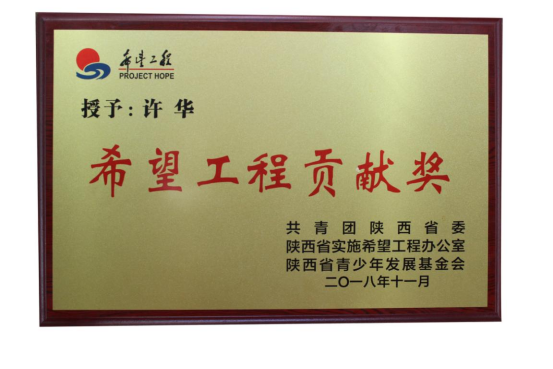 希望工程
PROJECT HOPE
授予：许 华
希望工程贡献奖
共青团陕西省委
陕西省实施希望工程办公室
陕西省青少年发展基金会
二〇一八年十一月